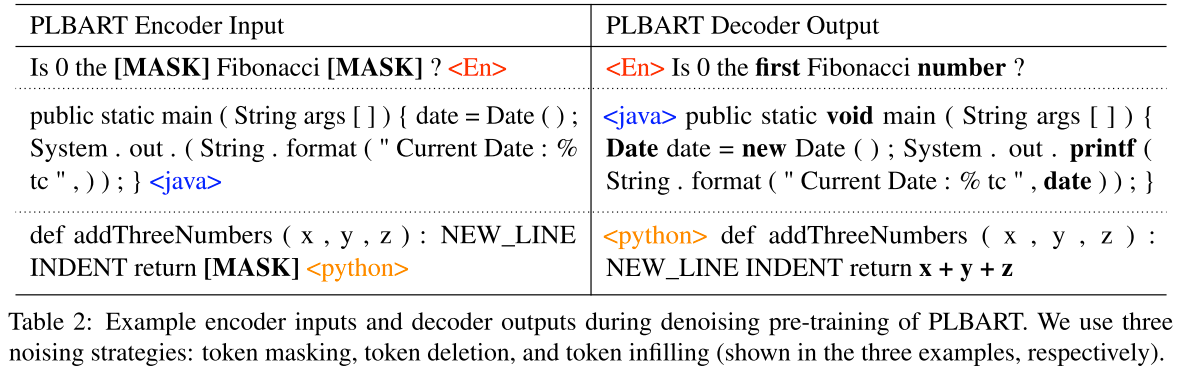 PLBART Encoder Input
PLBART Decoder Output
Is 0 the [MASK] Fibonacci [MASK] ? <En>
<En> Is 0 the first Fibonacci number ?
public static main ( String args [ ] ) { date = Date ( ) ;
System . out . ( String . format ( " Current Date : %
tc " , ) ) ; } <java>
<java> public static void main ( String args [ ] ) {
Date date = new Date ( ) ; System . out . printf (
String . format ( " Current Date : % tc " , date ) ) ; }
def addThreeNumbers ( x , y , z ) : NEW_LINE
INDENT return [MASK] <python>
<python> def addThreeNumbers ( x , y , z ) :
NEW_LINE INDENT return x + y + z
Table 2: Example encoder inputs and decoder outputs during denoising pre-training of PLBART. We use three
noising strategies: token masking, token deletion, and token infilling (shown in the three examples, respectively).